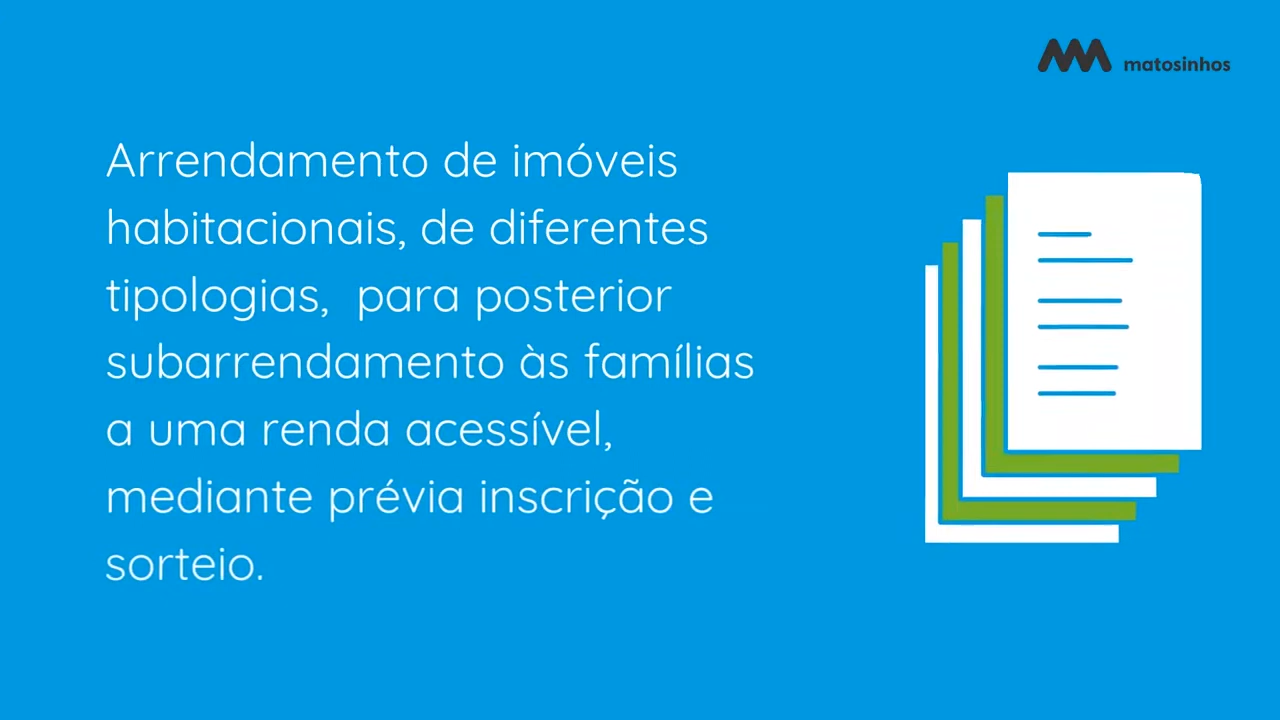 matosinhos
Arrendamento de imóveis
habitacionais, de diferentes
tipologias,  para posterior
subarrendamento às famílias
a uma renda acessível,
mediante prévia inscrição e
sorteio.